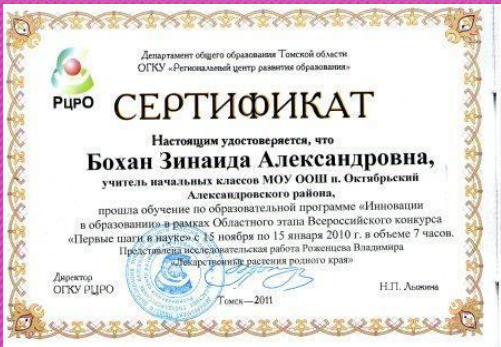 Департамент общего образования Томской области
ОГКУ «Региональный центр развития образования»
РЦРО
СЕРТИФИКАТ
Настоящим удостоверяется, что
Бохан Зинаида Александровна,
учитель начальных классов МОУ ООШ п. Октябрьский
Александровского района,
прошла обучение по образовательной программе «Инновации
в образовании» в рамках Областного этапа Всероссийского конкурса
«Первые шаги в науке» с 15 ноября по 15 января 2010 г. в объеме 7 часов.
Представлена исследовательская работа Роженцева Владимира
«Лекарственные растения родного края»
Директор
ОГКУ РЦРО
Н.П. Лыжина
Томск—2011